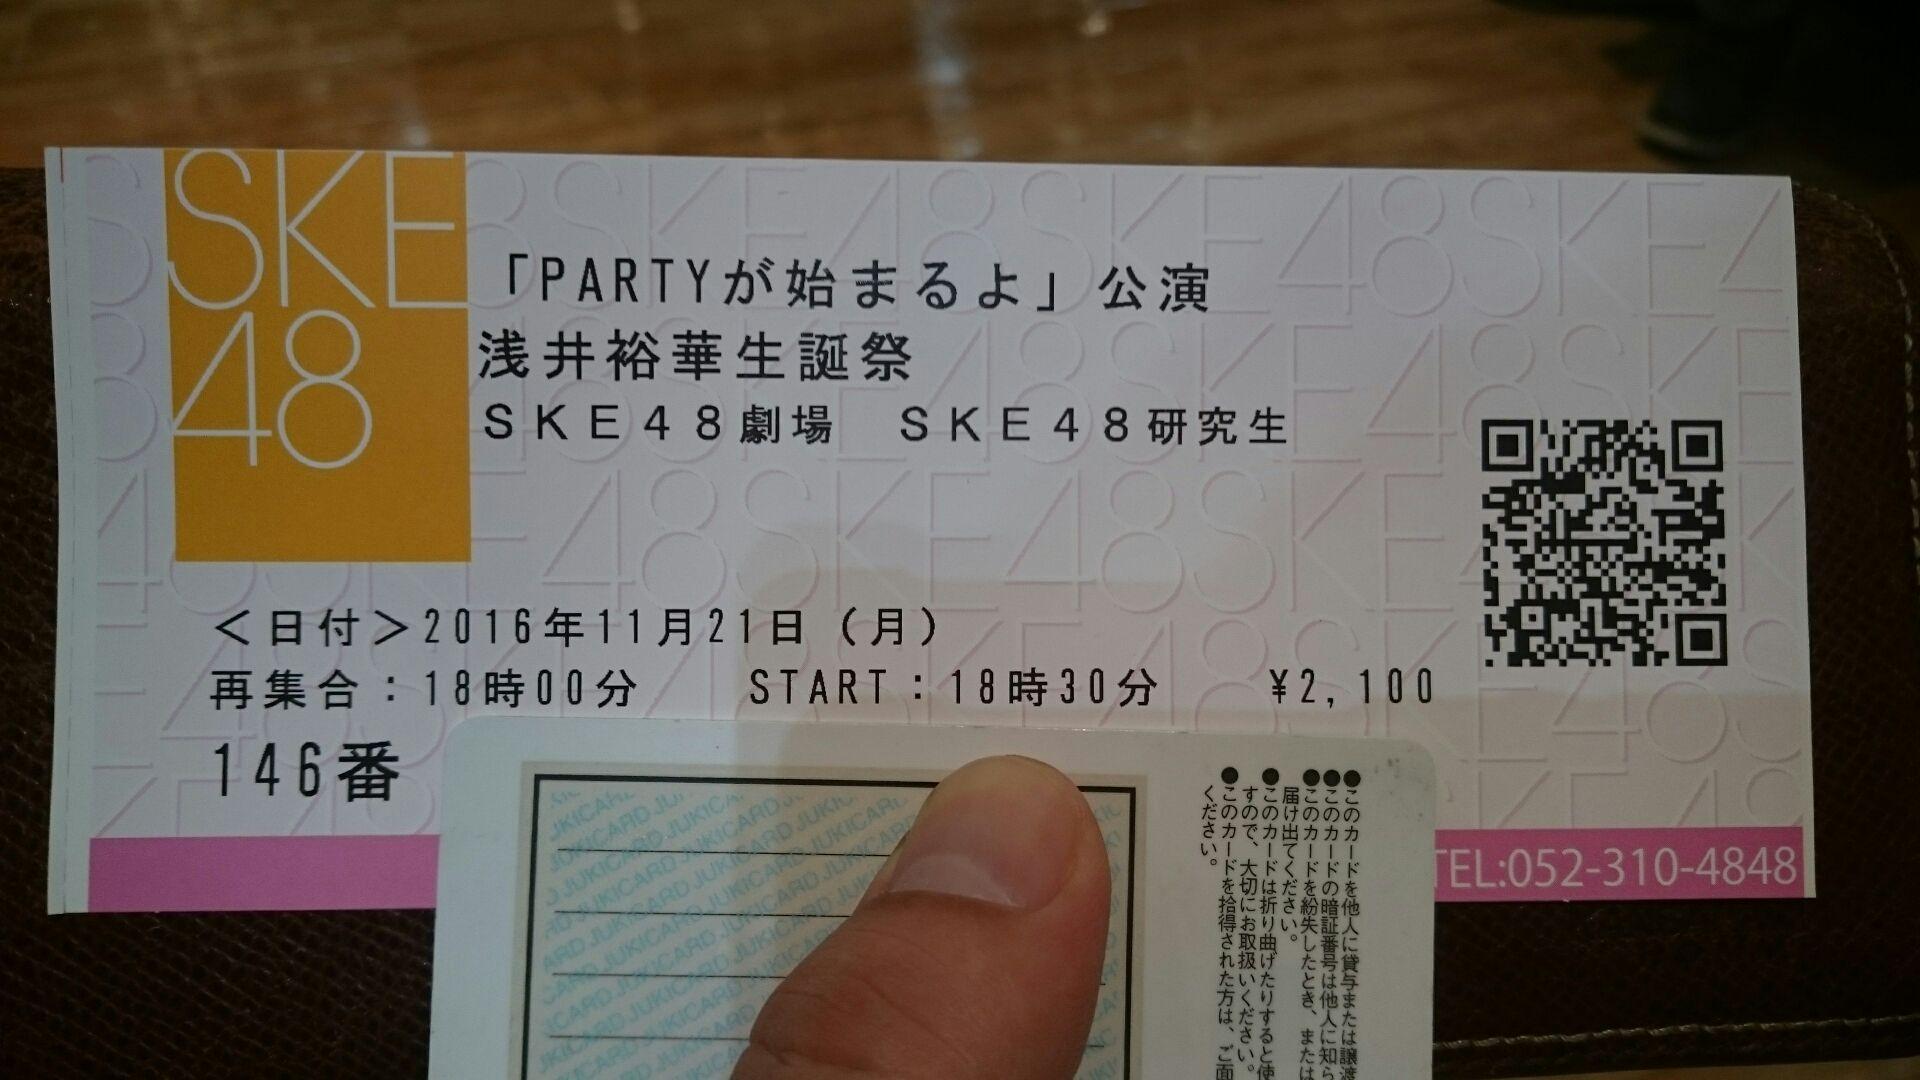 SKE
48
「PARTYが始まるよ」公演
浅井裕華生誕祭
SKE48劇場　SKE48研究生
＜日付＞2016年11月21日（月）
再集合：18時00分　START：18時30分　¥2,100
146番
TEL:052-310-4848
JUKICARD JUKICARD JUKICARD
●このカードを他人に貸与または譲渡
●このカードの暗証番号は他人に知ら
●このカードを紛失したとき、または
届け出てください。
●このカードは折り曲げたりすると使
すので、大切にお取扱いください。
●このカードを拾得された方は、ご面
ください。